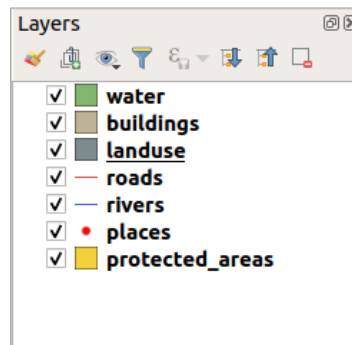 Layers
water
buildings
landuse
roads
rivers
places
protected_areas